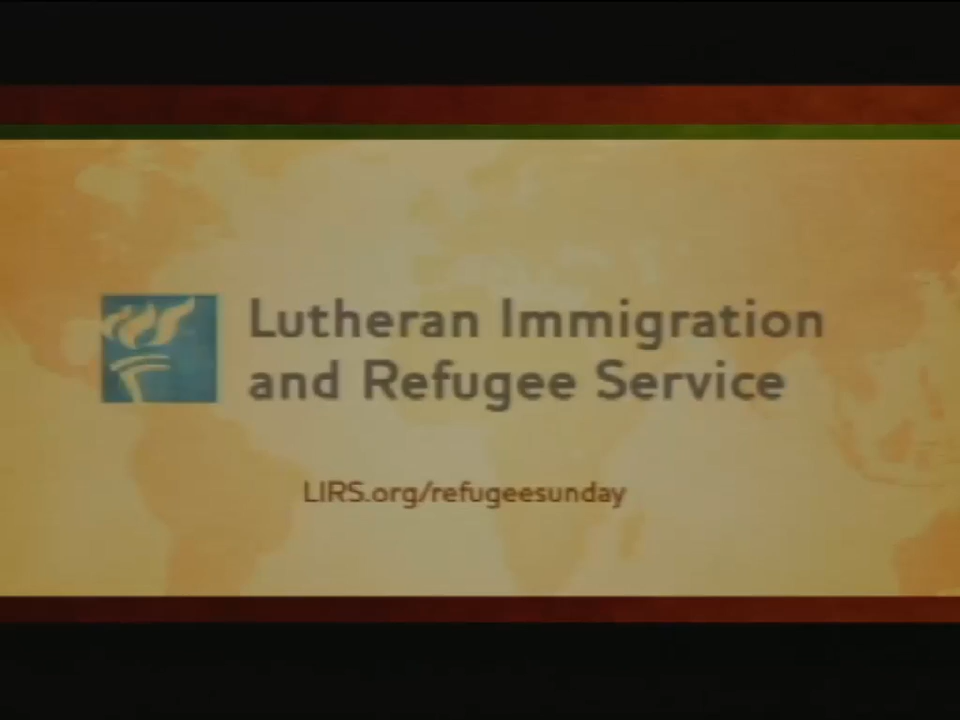 Lutheran Immigration
and Refugee Service
LIRS.org/refugeesunday